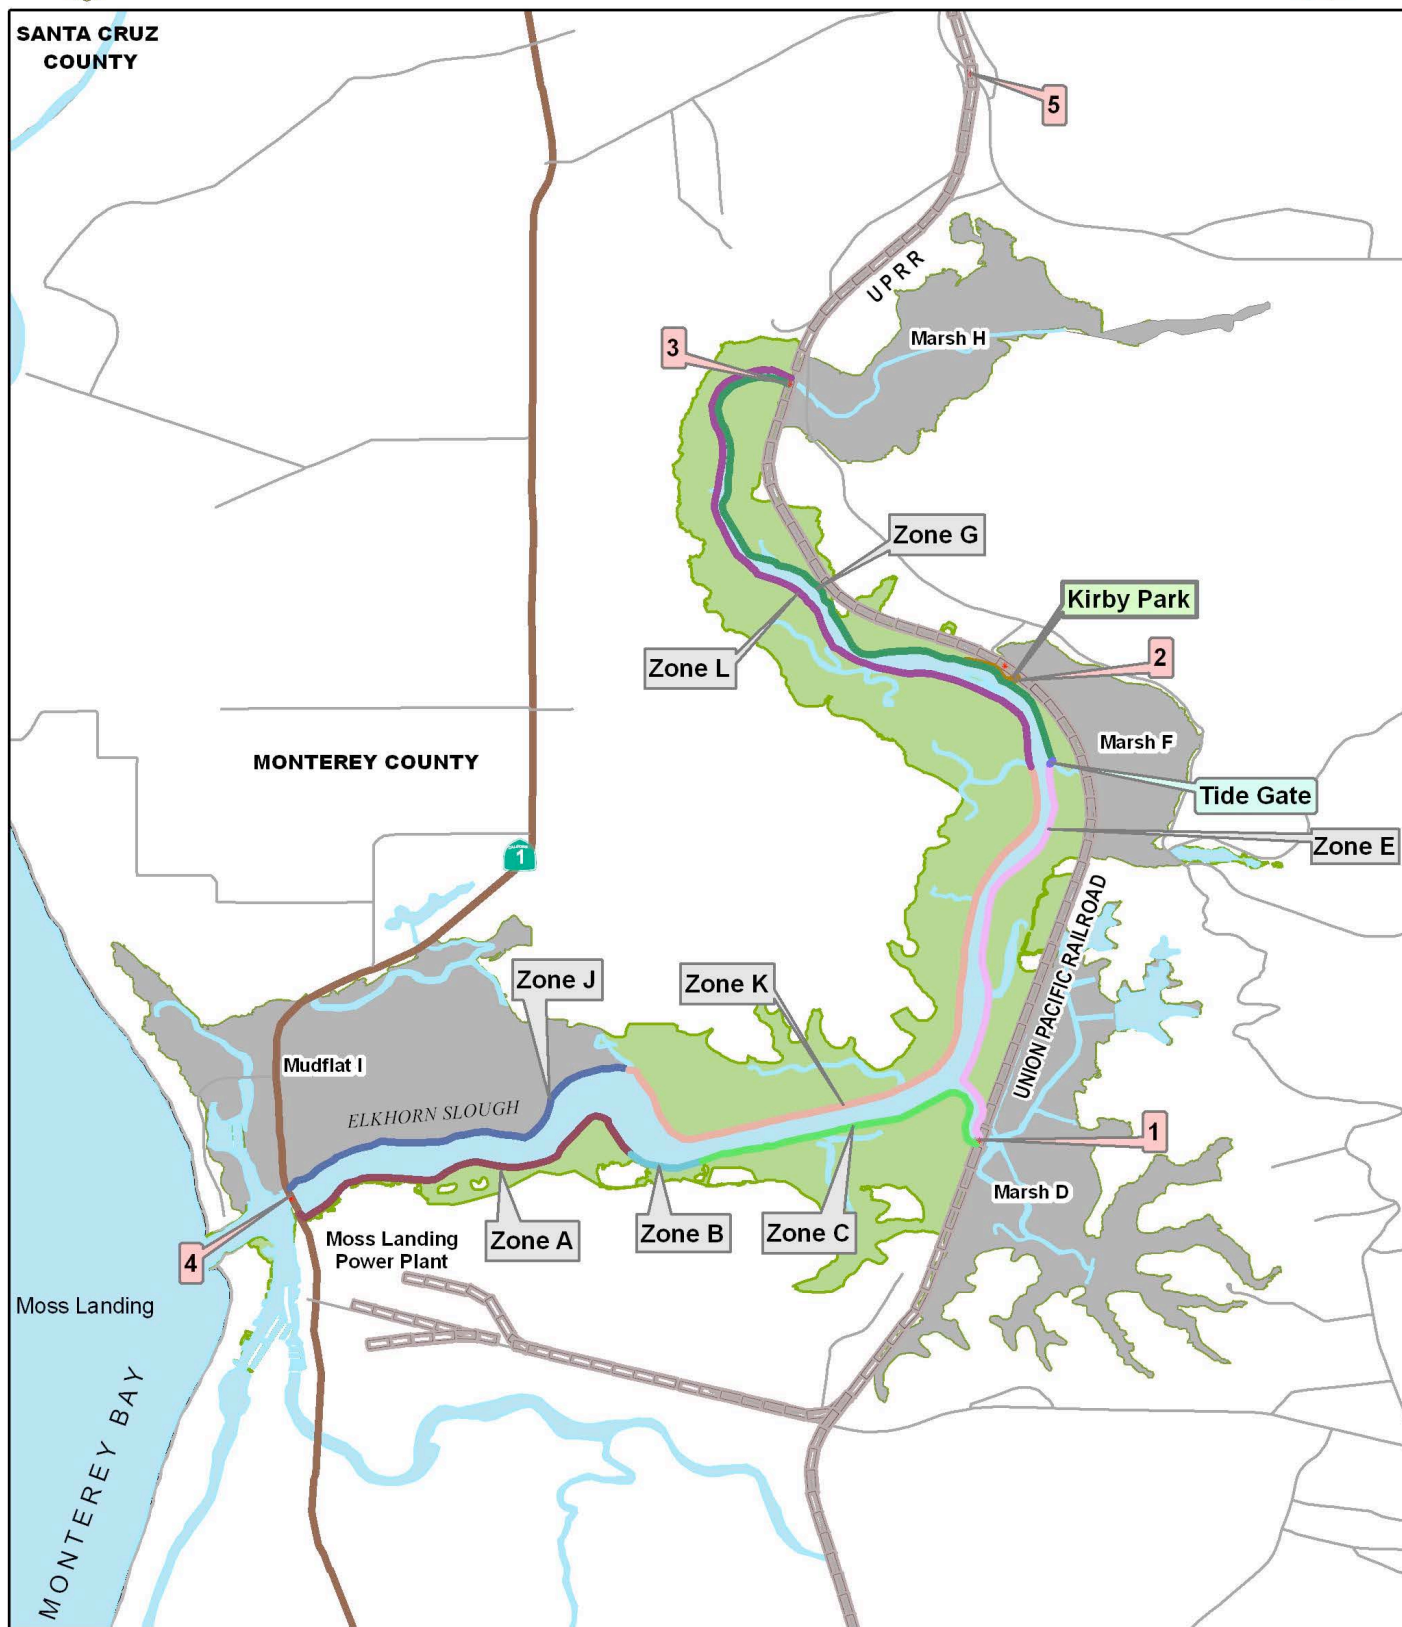 SANTA CRUZ
COUNTY
5
UPRR
Marsh H
3
Zone G
Kirby Park
2
Zone L
Marsh F
MONTEREY COUNTY
Tide Gate
1
Zone E
UNION PACIFIC RAILROAD
Zone J
Zone K
Mudflat I
ELKHORN SLOUGH
1
Marsh D
Zone A
Zone B
Zone C
Moss Landing
Power Plant
4
Moss Landing
MONTEREY BAY